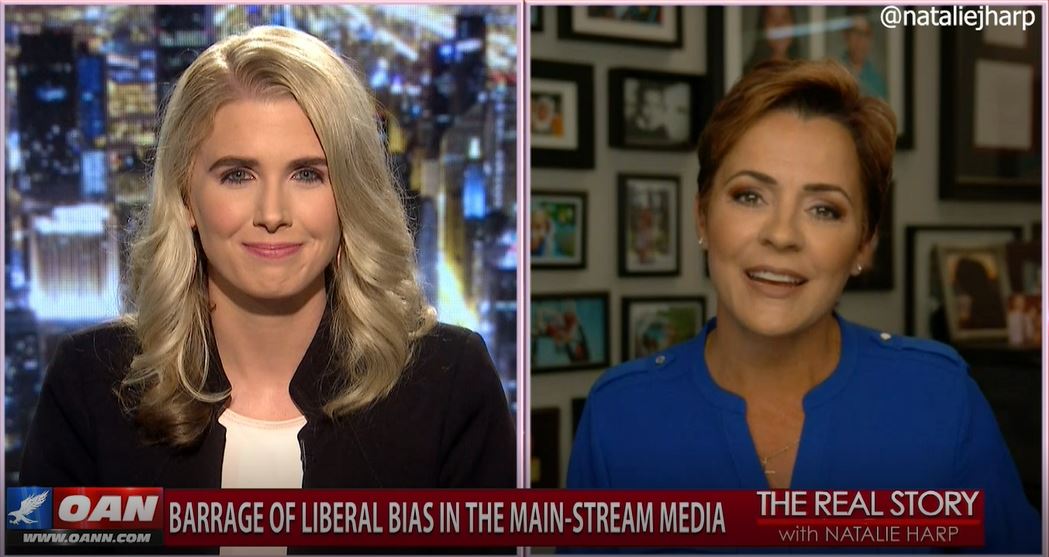 @nataliejharp
OAN
WWW.OANN.COM
BARRAGE OF LIBERAL BIAS IN THE MAIN-STREAM MEDIA
THE REAL STORY
with NATALIE HARP